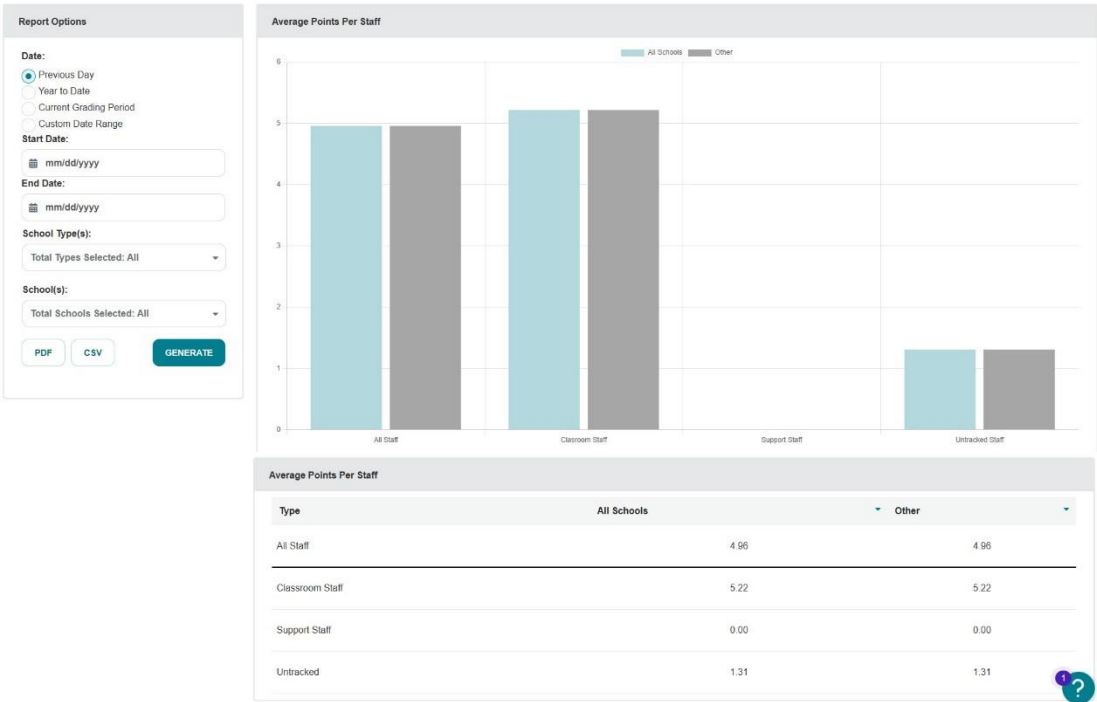 Report Options
Date:
Previous Day
Year to Date
Current Grading Period
Custom Date Range
Start Date:
mm/dd/yyyy
End Date:
mm/dd/yyyy
School Type(s):
Total Types Selected: All
School(s):
Total Schools Selected: All
PDF CSV GENERATE
Average Points Per Staff
All Schools Other
6
5
4
3
2
1
0
All Staff Clasroom Staff Support Staff Untracked Staff
Average Points Per Staff
Type All Schools Other
All Staff 4.96 4.96
Classroom Staff 5.22 5.22
Support Staff 0.00 0.00
Untracked 1.31 1.31
1
?